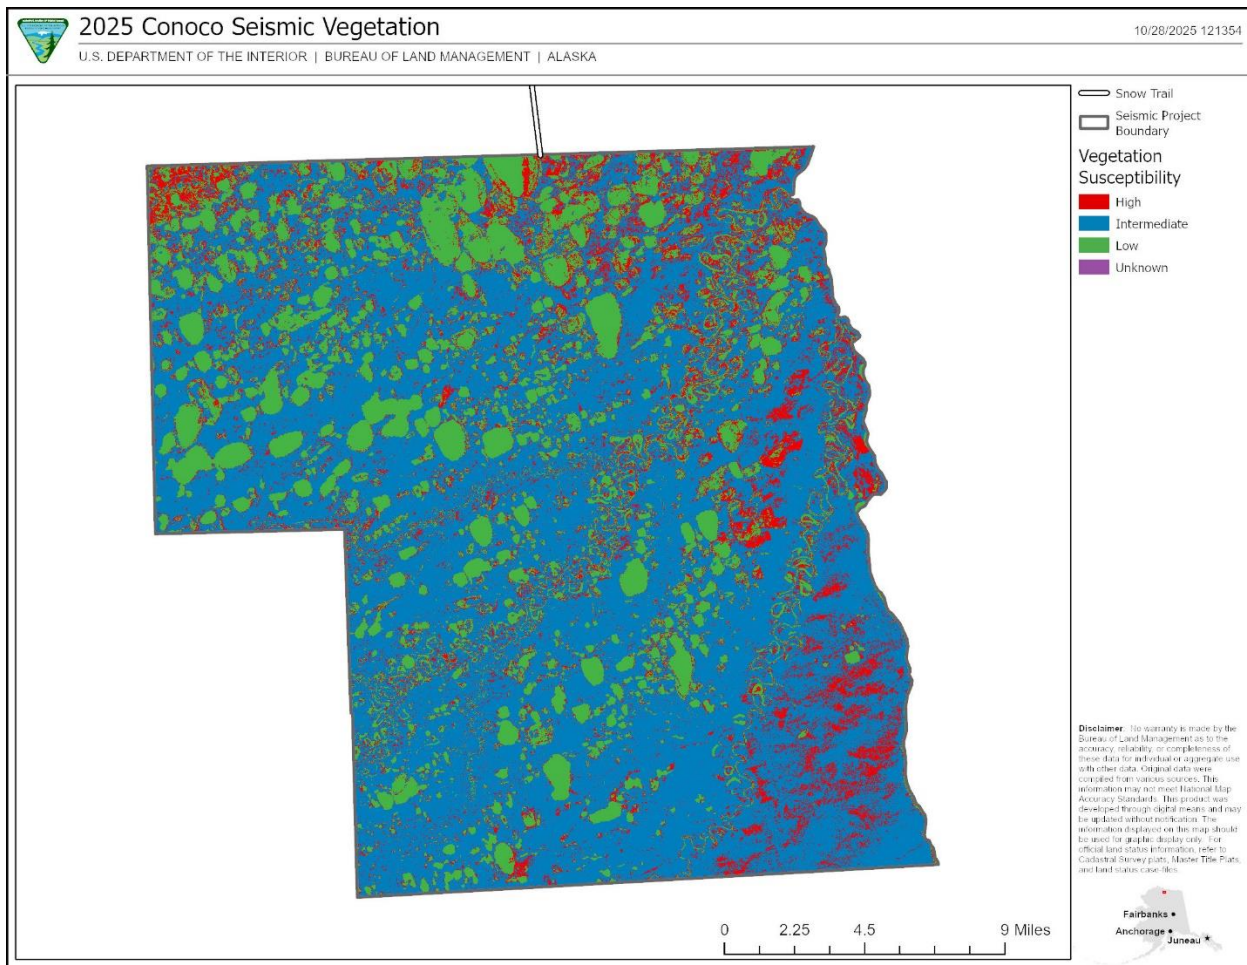 2025 Conoco Seismic Vegetation
10/28/2025 121354
U.S. DEPARTMENT OF THE INTERIOR | BUREAU OF LAND MANAGEMENT | ALASKA
Snow Trail
Seismic Project
Boundary
Vegetation
Susceptibility
High
Intermediate
Low
Unknown
Disclaimer: No warranty is made by the
Bureau of Land Management as to the
accuracy, reliability, or completeness of
these data for individual or aggregate use
with other data. Original data were
compiled from various sources. This
information may not meet National Map
Accuracy Standards. This product was
developed through digital means and may
be updated without notification. The
information displayed on this map should
be used for graphic display only. For
official land status information, refer to
Cadastral Survey plats, Master Title Plats,
and land status case-files.
Fairbanks
Anchorage
Juneau
0 2.25 4.5 9 Miles